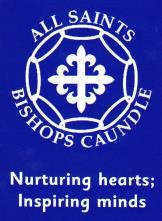 ALL SAINTS
BISHOPS CAUNDLE
Nurturing hearts;
Inspiring minds